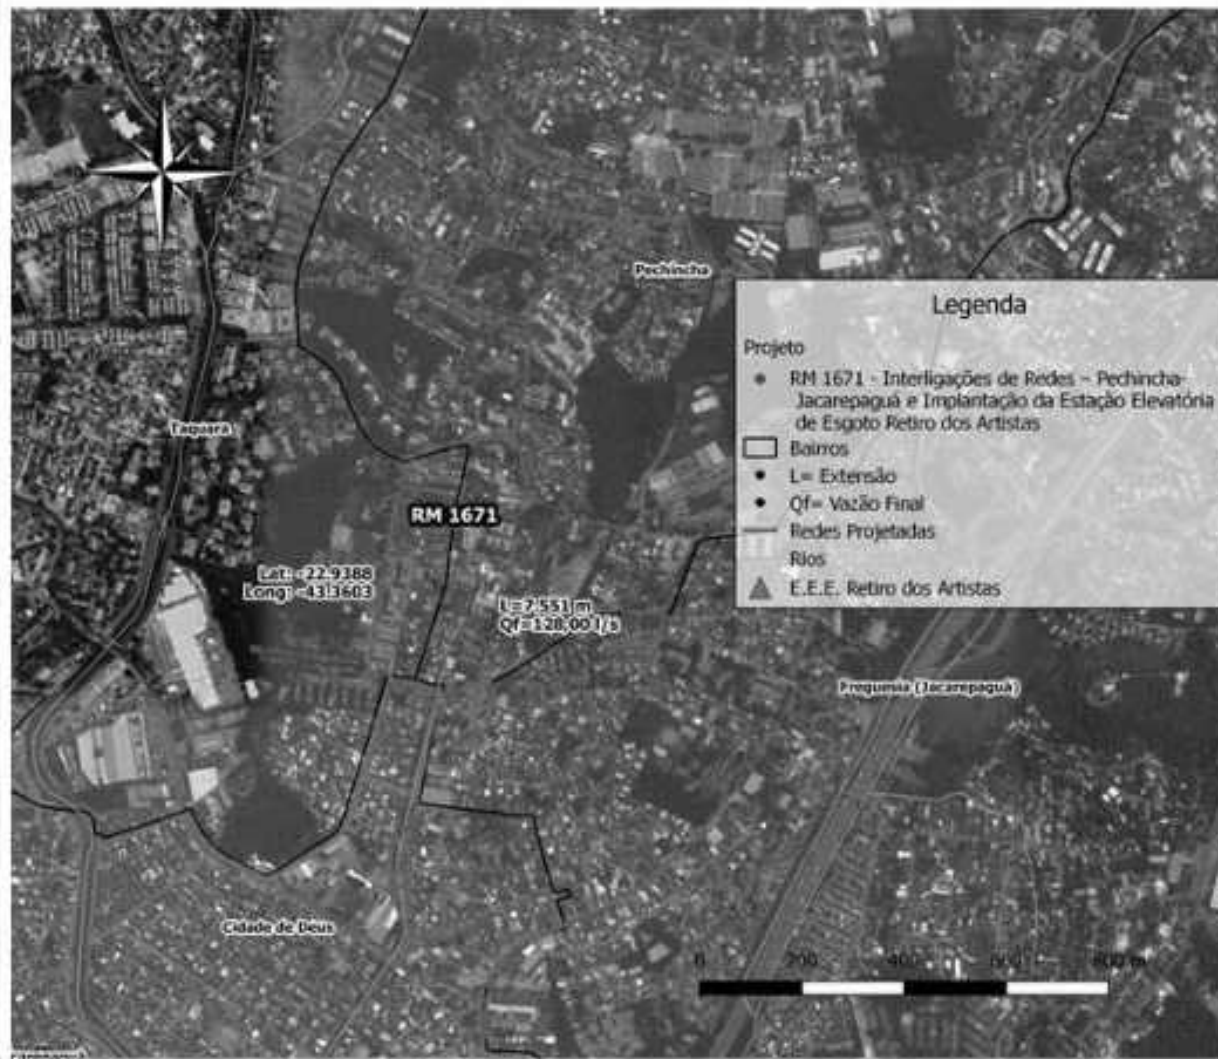 Pechincha
Legenda
Projeto
RM 1671 - Interligações de Redes – Pechincha-
Jacarepaguá e Implantação da Estação Elevatória
de Esgoto Retiro dos Artistas
Bairros
L= Extensão
Qf= Vazão Final
Redes Projetadas
Rios
E.E.E. Retiro dos Artistas
Taquara
RM 1671
Lat: -22.9388
Long: -43.3603
L=7.551 m
Qf=128,00 l/s
Freguesia (Jacarepaguá)
Cidade de Deus
0 200 400 600 800 m